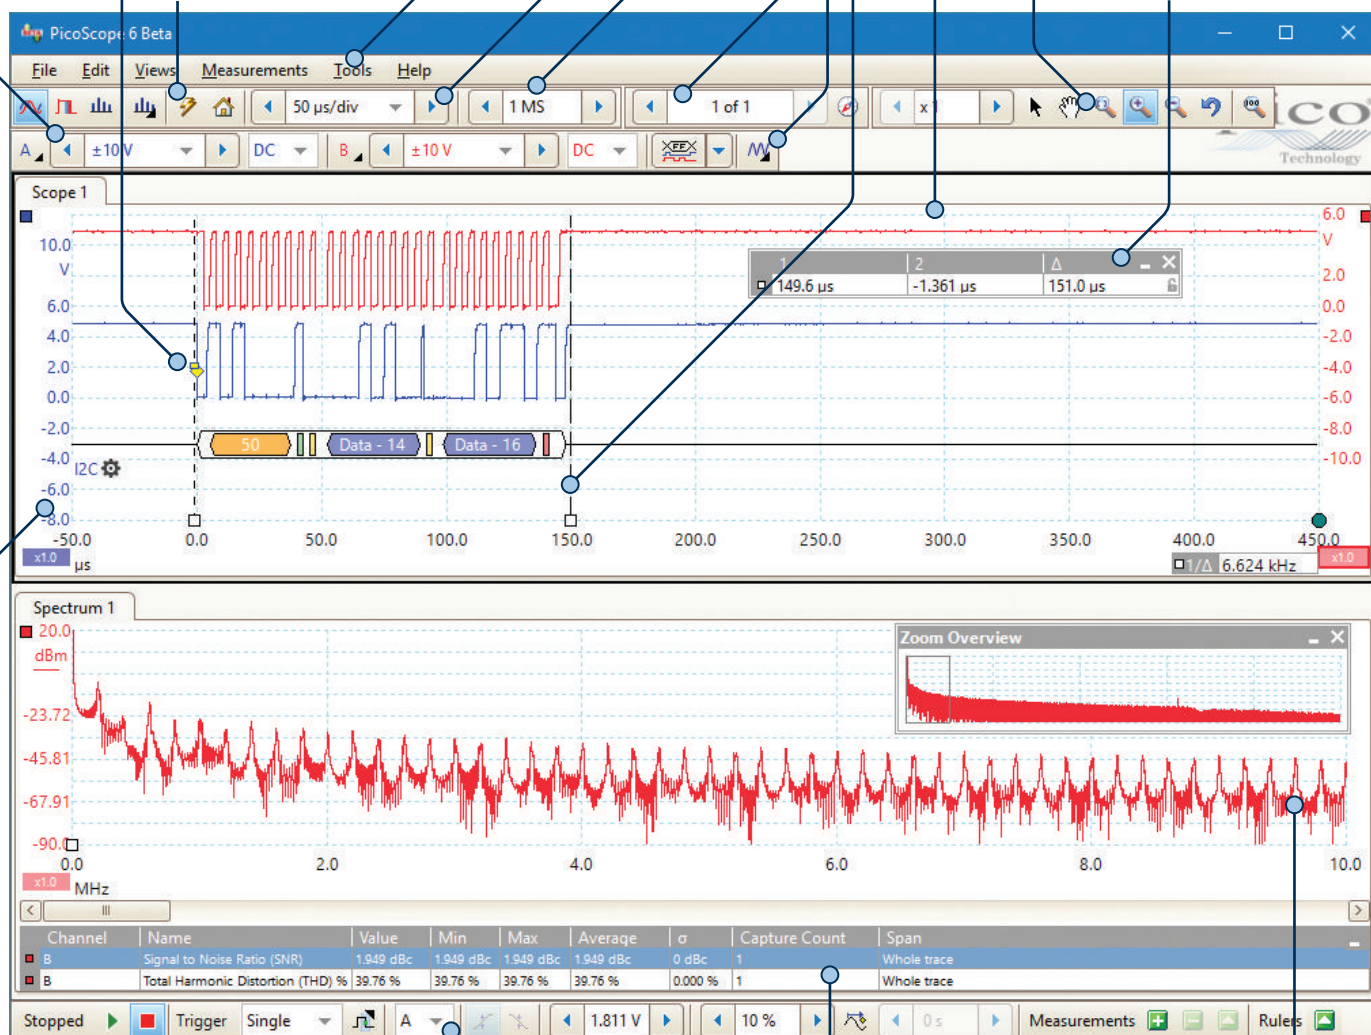 PicoScope 6 Beta
File Edit Views Measurements Tools Help
50 µs/div 1 MS 1 of 1 x 1
A ±10 V DC B ±10 V DC
ico
Technology
Scope 1
10.0
V
6.0
4.0
2.0
0.0
-2.0
-4.0
-6.0
-8.0
6.0
V
2.0
0.0
-2.0
-4.0
-6.0
-8.0
-10.0
1 2 Δ
149.6 µs -1.361 µs 151.0 µs
50 Data - 14 Data - 16
I2C
-50.0 0.0 50.0 100.0 150.0 200.0 250.0 300.0 350.0 400.0 450.0
x1.0 µs 1/Δ 6.624 kHz x1.0
Spectrum 1
20.0
dBm
-23.72
-45.81
-67.91
-90.0
Zoom Overview
0.0 2.0 4.0 6.0 8.0 10.0
x1.0 MHz
Channel Name Value Min Max Average σ Capture Count Span
B Signal to Noise Ratio (SNR) 1.949 dBc 1.949 dBc 1.949 dBc 1.949 dBc 0 dBc 1 Whole trace
B Total Harmonic Distortion (THD) % 39.76 % 39.76 % 39.76 % 39.76 % 0.000 % 1 Whole trace
Stopped Trigger Single A 1.811 V 10 % 0 s Measurements Rulers